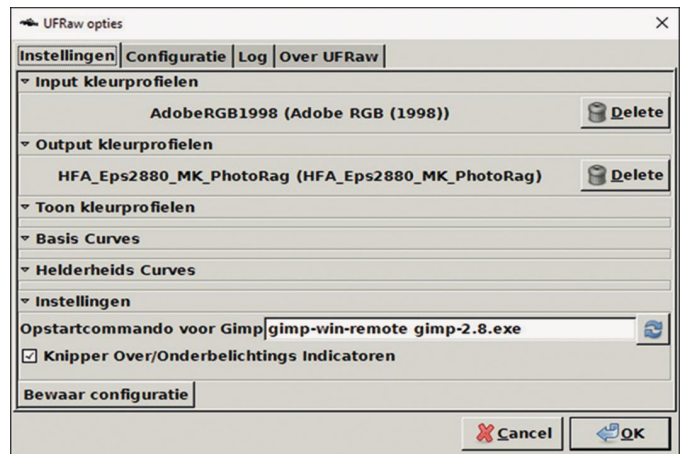 UFRaw opties
Instellingen Configuratie Log Over UFRaw
Input kleurprofielen
AdobeRGB1998 (Adobe RGB (1998)) Delete
Output kleurprofielen
HFA_Eps2880_MK_PhotoRag (HFA_Eps2880_MK_PhotoRag) Delete
Toon kleurprofielen
Basis Curves
Helderheids Curves
Instellingen
Opstartcommando voor Gimp gimp-win-remote gimp-2.8.exe
Knipper Over/Onderbelichtings Indicatoren
Bewaar configuratie
Cancel OK